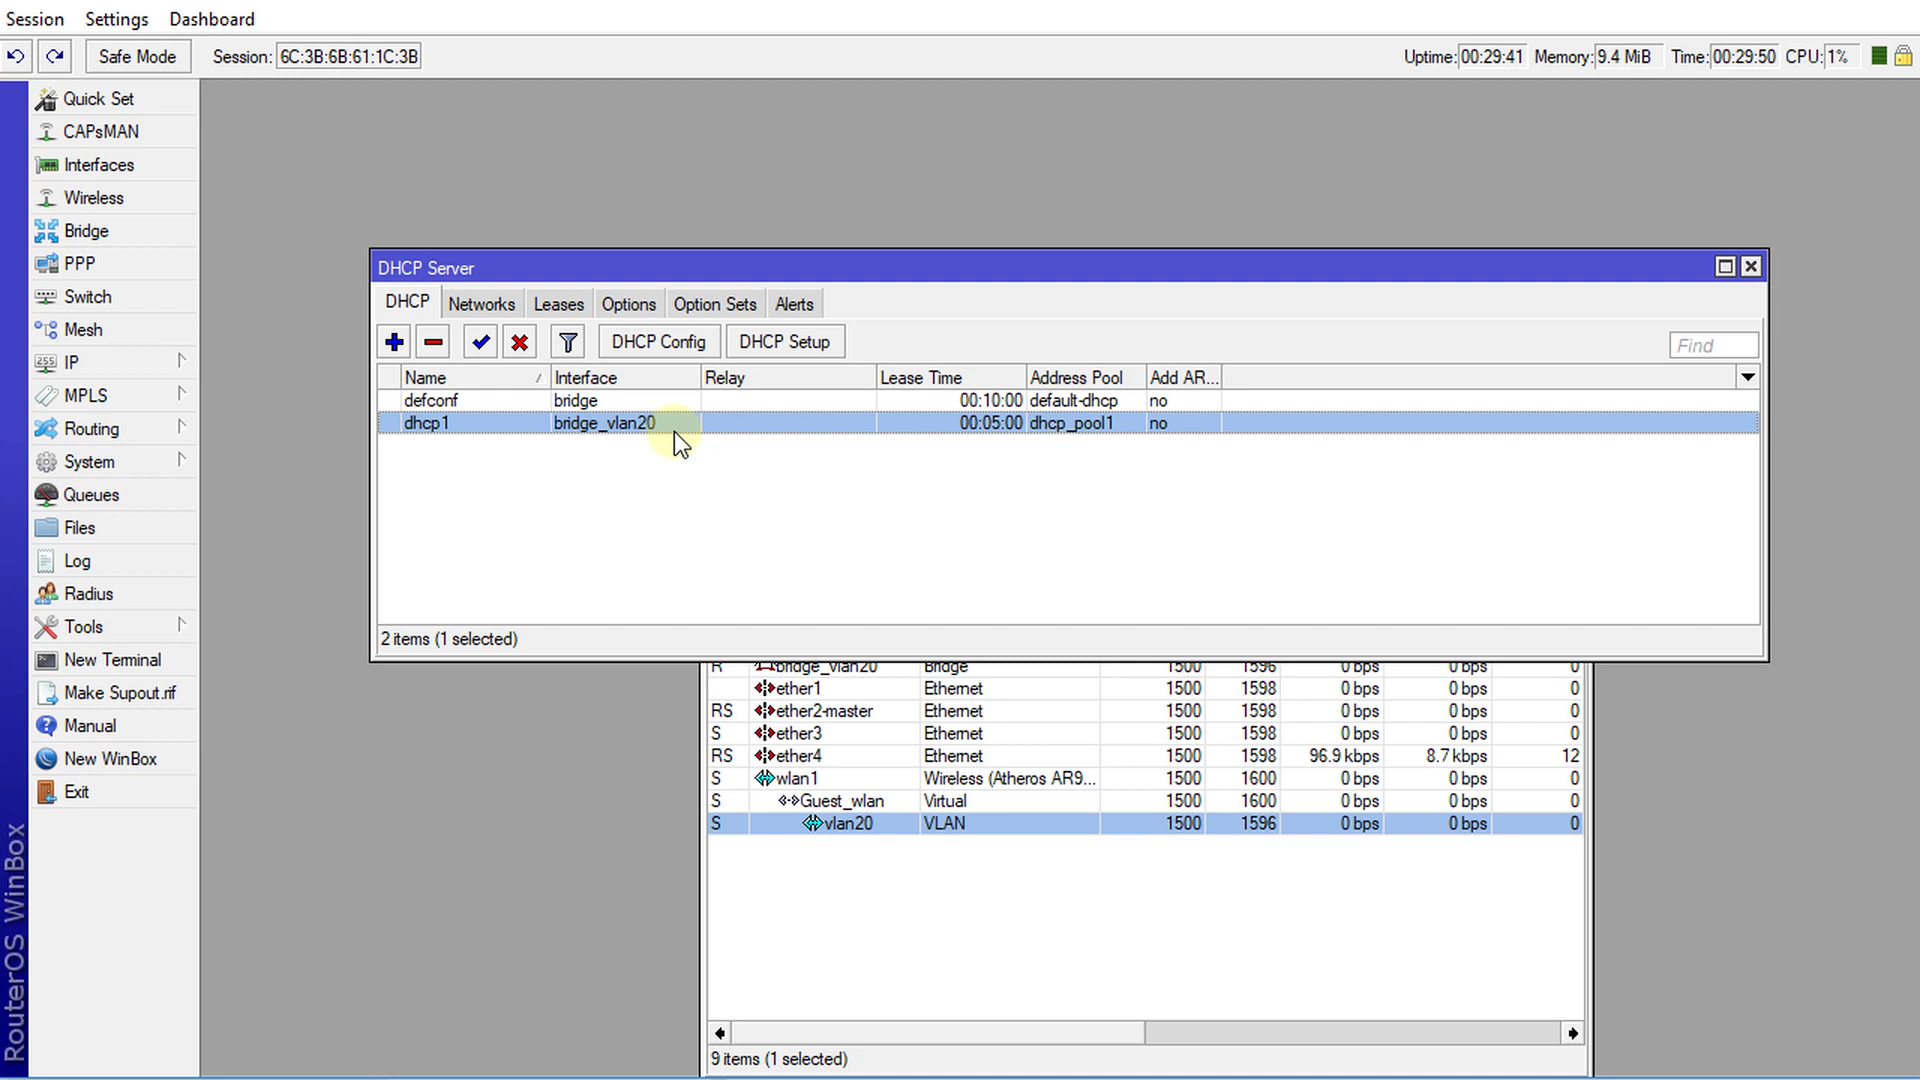 Session Settings Dashboard
Safe Mode Session: 6C:3B:6B:61:1C:3B Uptime: 00:29:41 Memory: 9.4 MiB Time: 00:29:50 CPU: 1%
Quick Set
CAPsMAN
Interfaces
Wireless
Bridge
PPP
Switch
Mesh
IP
MPLS
Routing
System
Queues
Files
Log
Radius
Tools
New Terminal
Make Supout.rif
Manual
New WinBox
Exit
RouterOS WinBox
DHCP Server
DHCP Networks Leases Options Option Sets Alerts
DHCP Config DHCP Setup Find
Name Interface Relay Lease Time Address Pool Add AR...
defconf bridge 00:10:00 default-dhcp no
dhcp1 bridge_vlan20 00:05:00 dhcp_pool1 no
2 items (1 selected)
R bridge_vlan20 Bridge 1500 1596 0 bps 0 bps 0
ether1 Ethernet 1500 1598 0 bps 0 bps 0
RS ether2-master Ethernet 1500 1598 0 bps 0 bps 0
S ether3 Ethernet 1500 1598 0 bps 0 bps 0
RS ether4 Ethernet 1500 1598 96.9 kbps 8.7 kbps 12
S wlan1 Wireless (Atheros AR9... 1500 1600 0 bps 0 bps 0
S Guest_wlan Virtual 1500 1600 0 bps 0 bps 0
S vlan20 VLAN 1500 1596 0 bps 0 bps 0
9 items (1 selected)